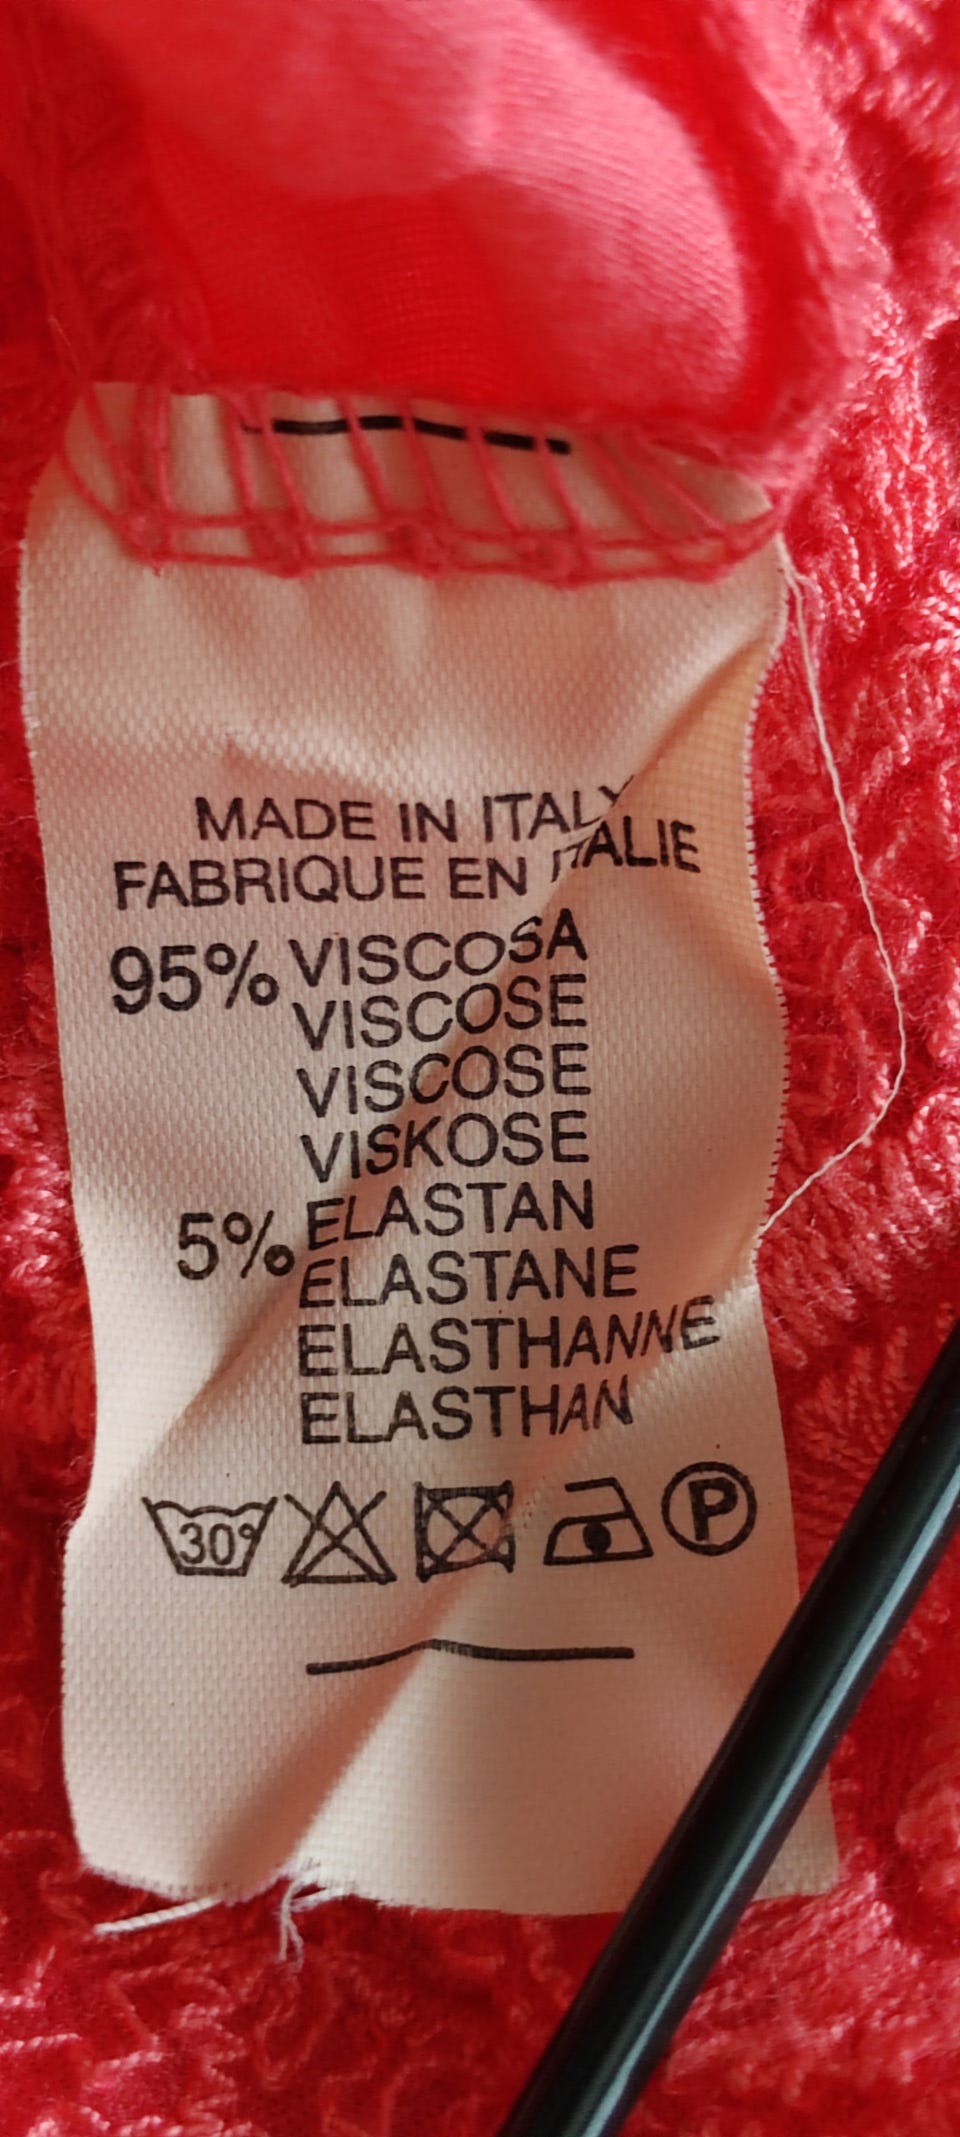 MADE IN ITALY
FABRIQUE EN ITALIE
95% VISCOSA
VISCOSE
VISCOSE
VISKOSE
5% ELASTAN
ELASTANE
ELASTHANNE
ELASTHAN
30° P